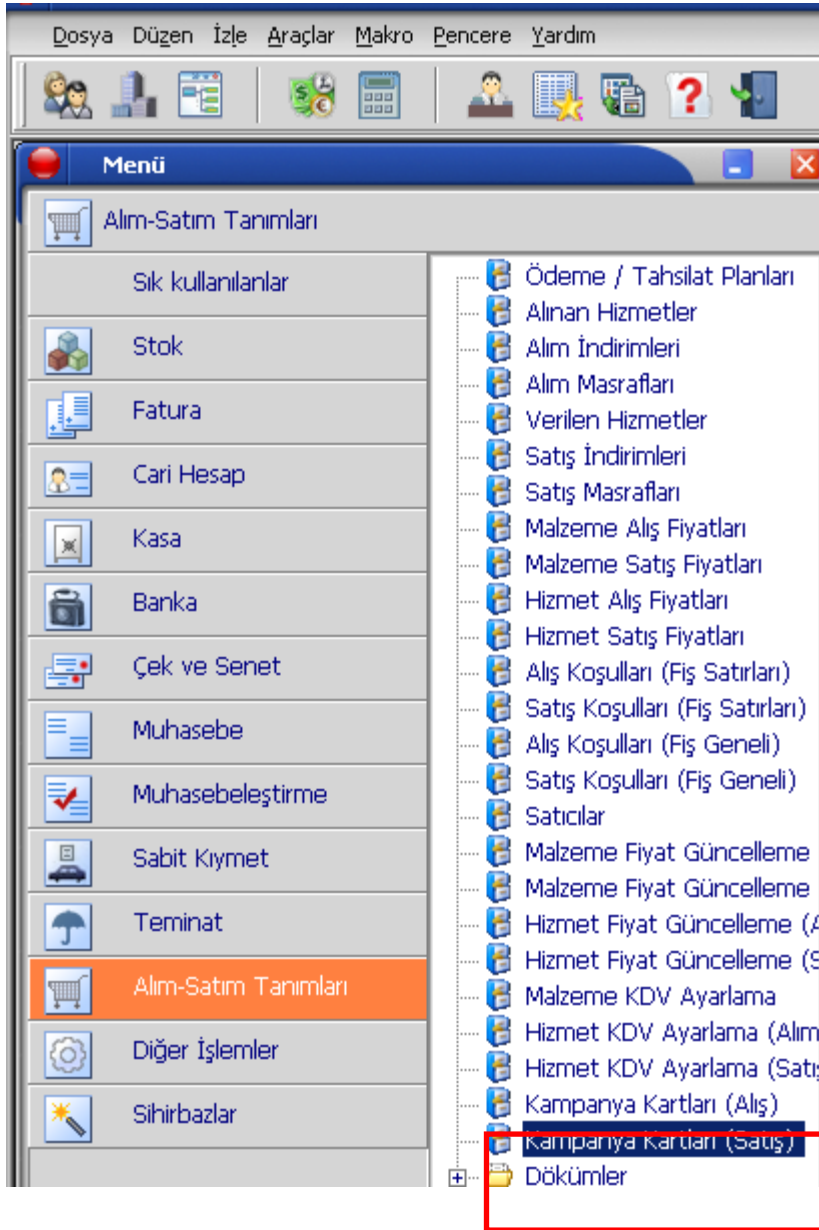 Dosya Düzen İzle Araçlar Makro Pencere Yardım
Menü
Alım-Satım Tanımları
Sık kullanılanlar
Stok
Fatura
Cari Hesap
Kasa
Banka
Çek ve Senet
Muhasebe
Muhasebeleştirme
Sabit Kıymet
Teminat
Alım-Satım Tanımları
Diğer İşlemler
Sihirbazlar
Ödeme / Tahsilat Planları
Alınan Hizmetler
Alım İndirimleri
Alım Masrafları
Verilen Hizmetler
Satış İndirimleri
Satış Masrafları
Malzeme Alış Fiyatları
Malzeme Satış Fiyatları
Hizmet Alış Fiyatları
Hizmet Satış Fiyatları
Alış Koşulları (Fiş Satırları)
Satış Koşulları (Fiş Satırları)
Alış Koşulları (Fiş Geneli)
Satış Koşulları (Fiş Geneli)
Satıcılar
Malzeme Fiyat Güncelleme
Malzeme Fiyat Güncelleme
Hizmet Fiyat Güncelleme (A
Hizmet Fiyat Güncelleme (S
Malzeme KDV Ayarlama
Hizmet KDV Ayarlama (Alım
Hizmet KDV Ayarlama (Satış
Kampanya Kartları (Alış)
Kampanya Kartları (Satış)
Dökümler